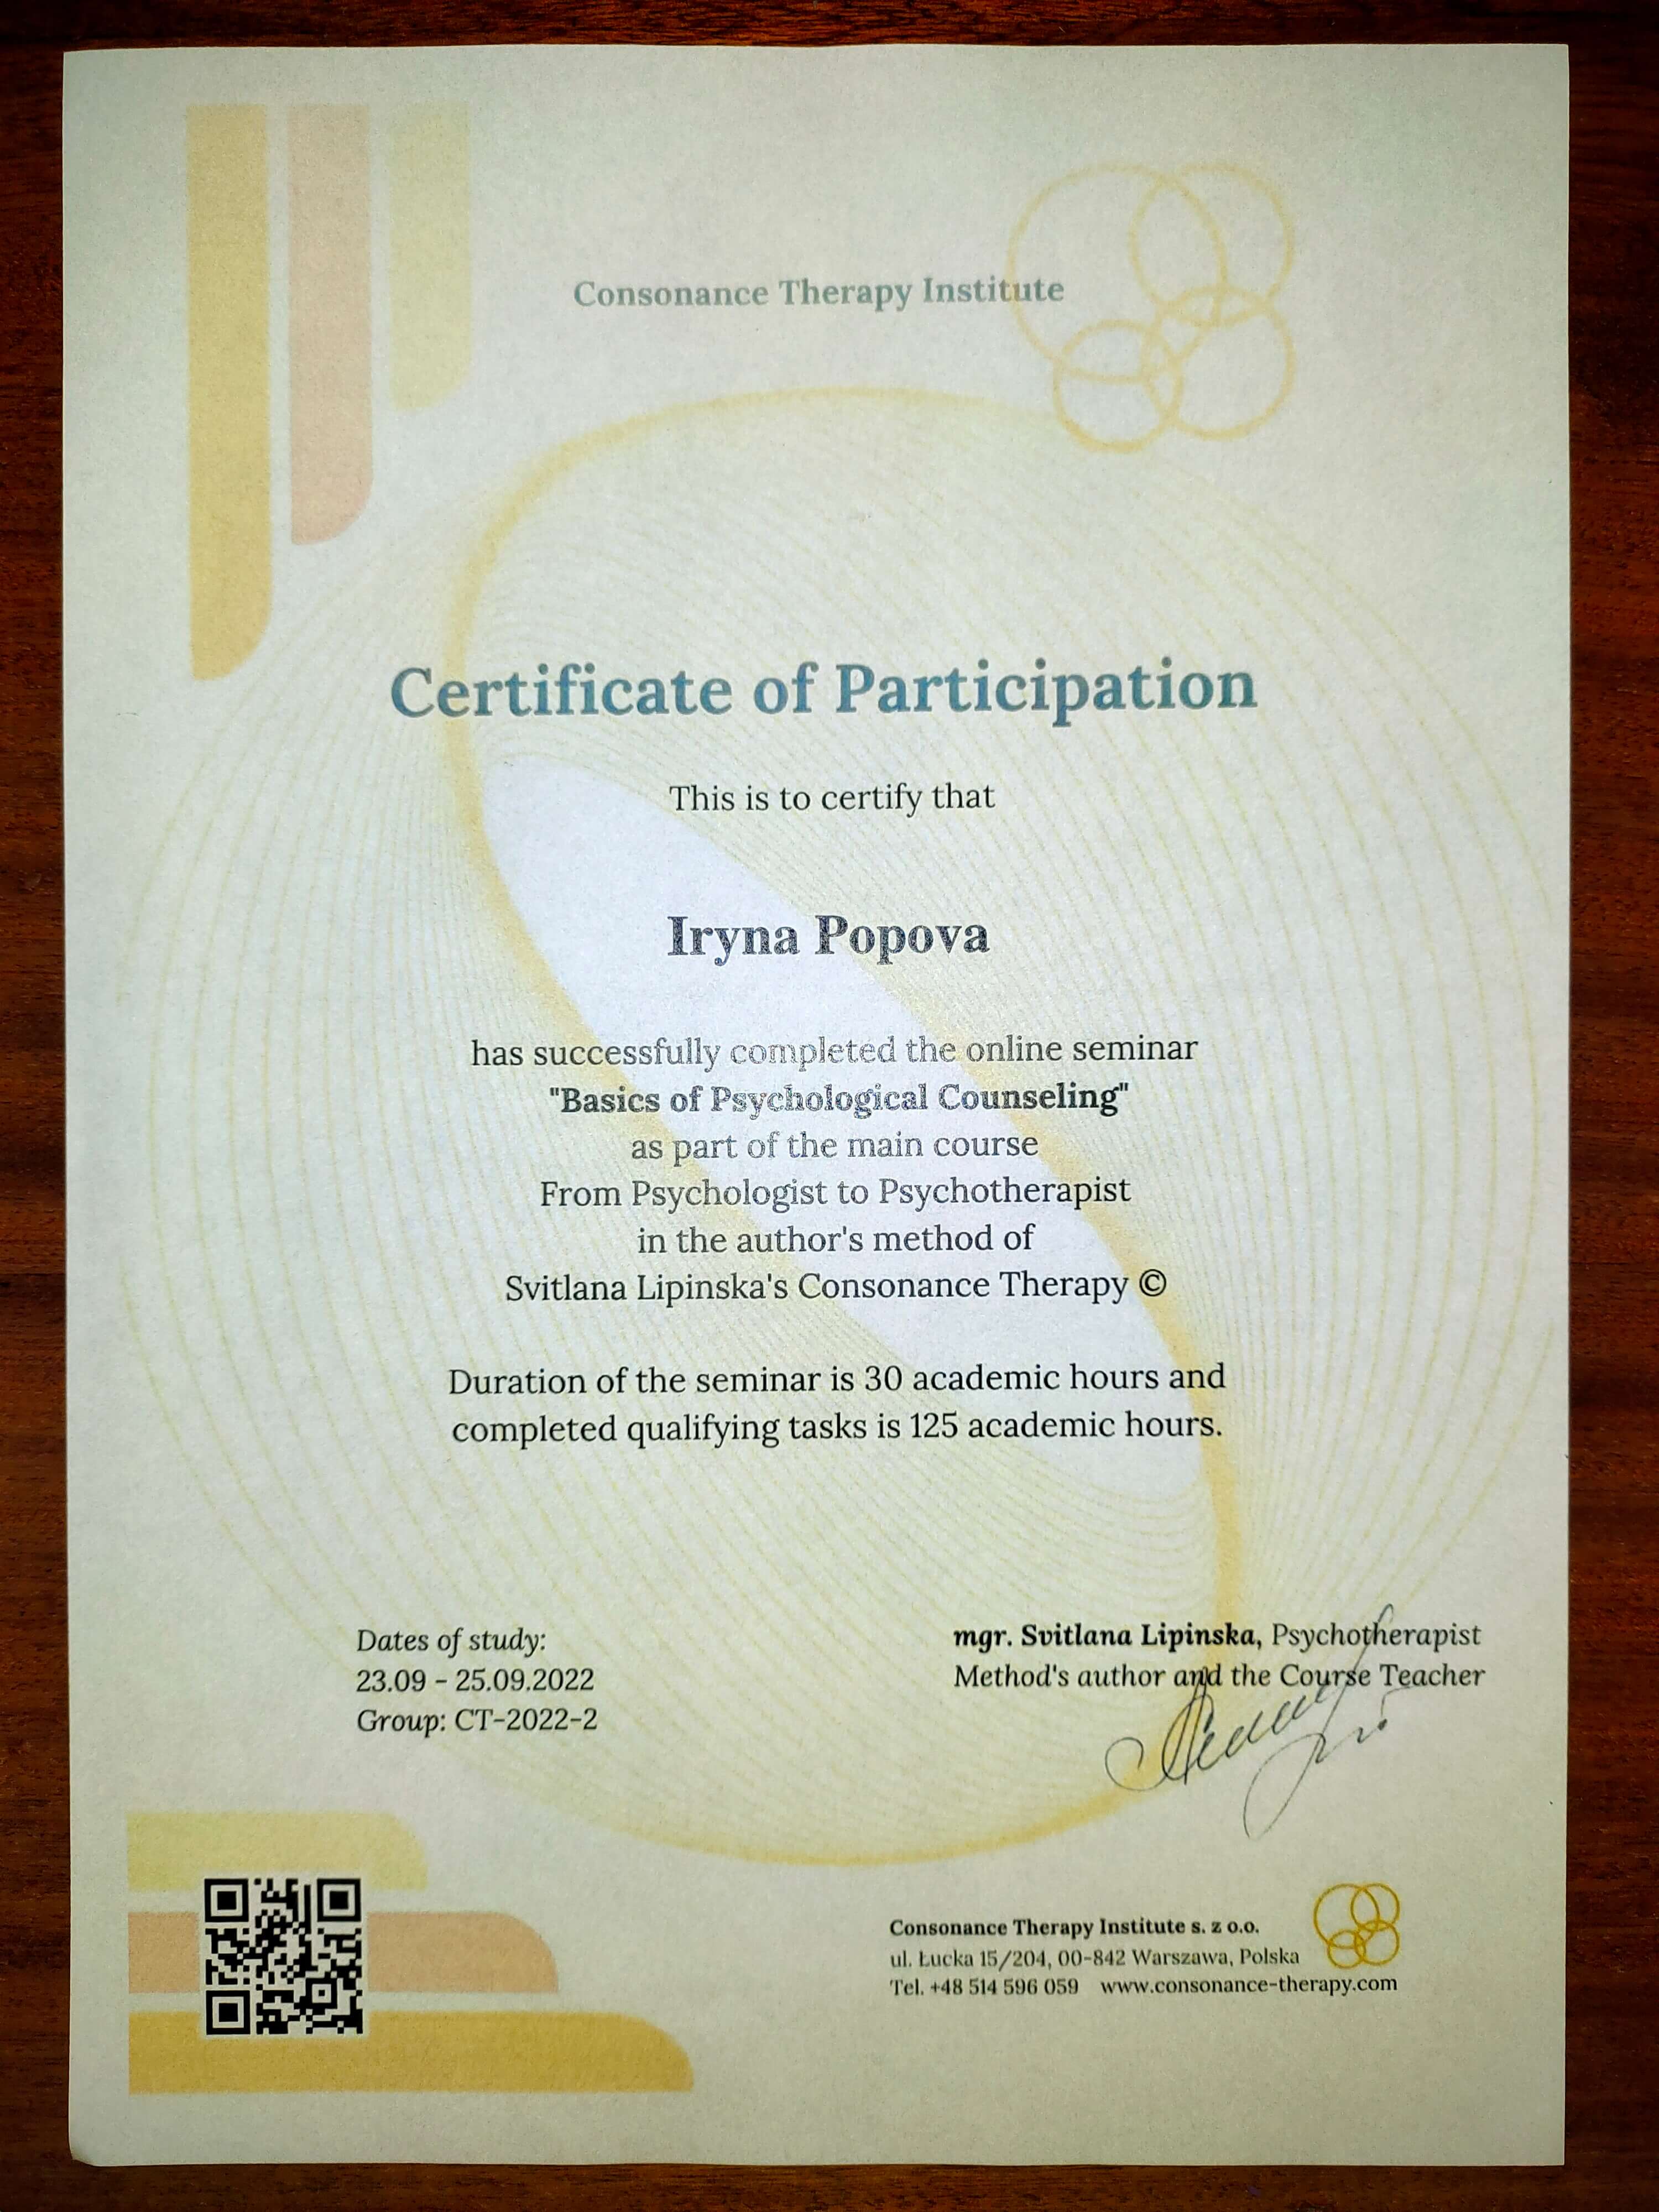 Consonance Therapy Institute
Certificate of Participation
This is to certify that
Iryna Popova
has successfully completed the online seminar
"Basics of Psychological Counseling"
as part of the main course
From Psychologist to Psychotherapist
in the author's method of
Svitlana Lipinska's Consonance Therapy ©
Duration of the seminar is 30 academic hours and
completed qualifying tasks is 125 academic hours.
Dates of study:
23.09 - 25.09.2022
Group: CT-2022-2
mgr. Svitlana Lipinska, Psychotherapist
Method's author and the Course Teacher
Consonance Therapy Institute s. z o.o.
ul. Łucka 15/204, 00-842 Warszawa, Polska
Tel. +48 514 596 059 www.consonance-therapy.com